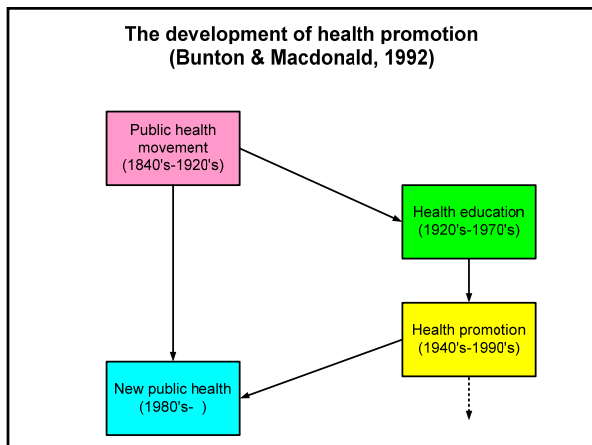 The development of health promotion
(Bunton & Macdonald, 1992)
Public health
movement
(1840's-1920's)
Health education
(1920's-1970's)
Health promotion
(1940's-1990's)
New public health
(1980's-  )